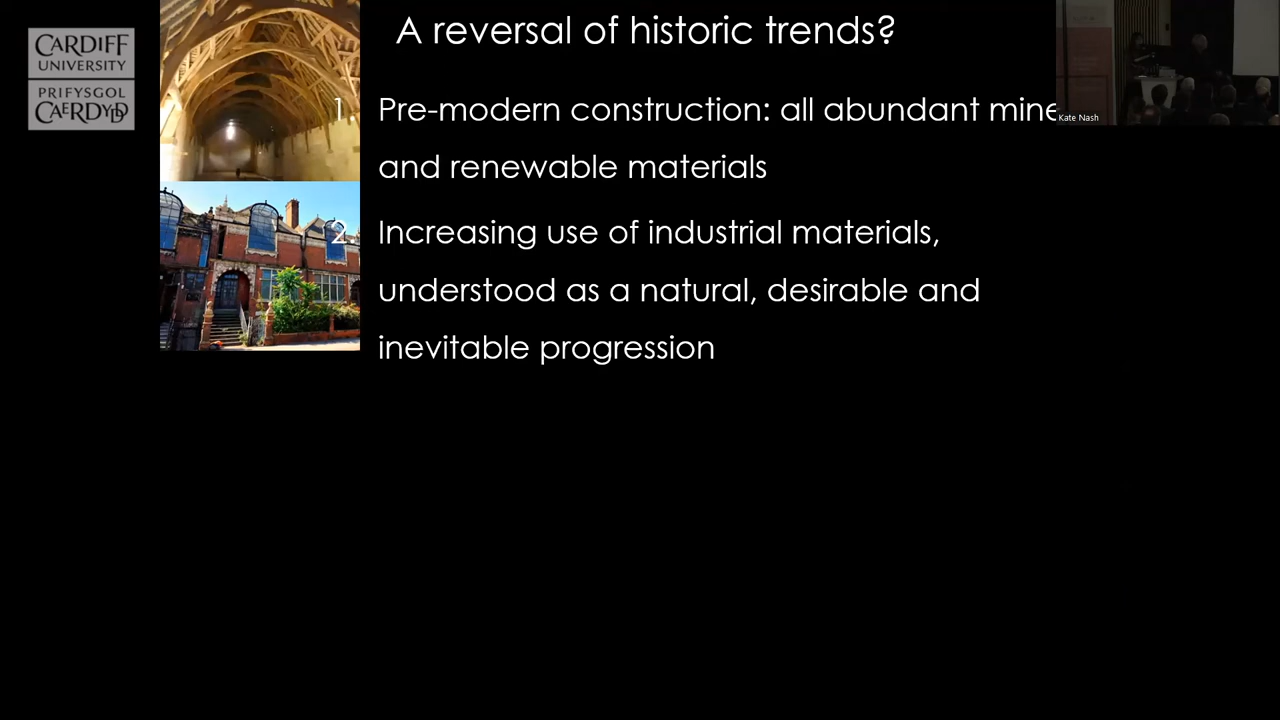 CARDIFF
UNIVERSITY
PRIFYSGOL
CAERDYDD
A reversal of historic trends?
1. Pre-modern construction: all abundant
and renewable materials
2. Increasing use of industrial materials,
understood as a natural, desirable and
inevitable progression
Kate Nash